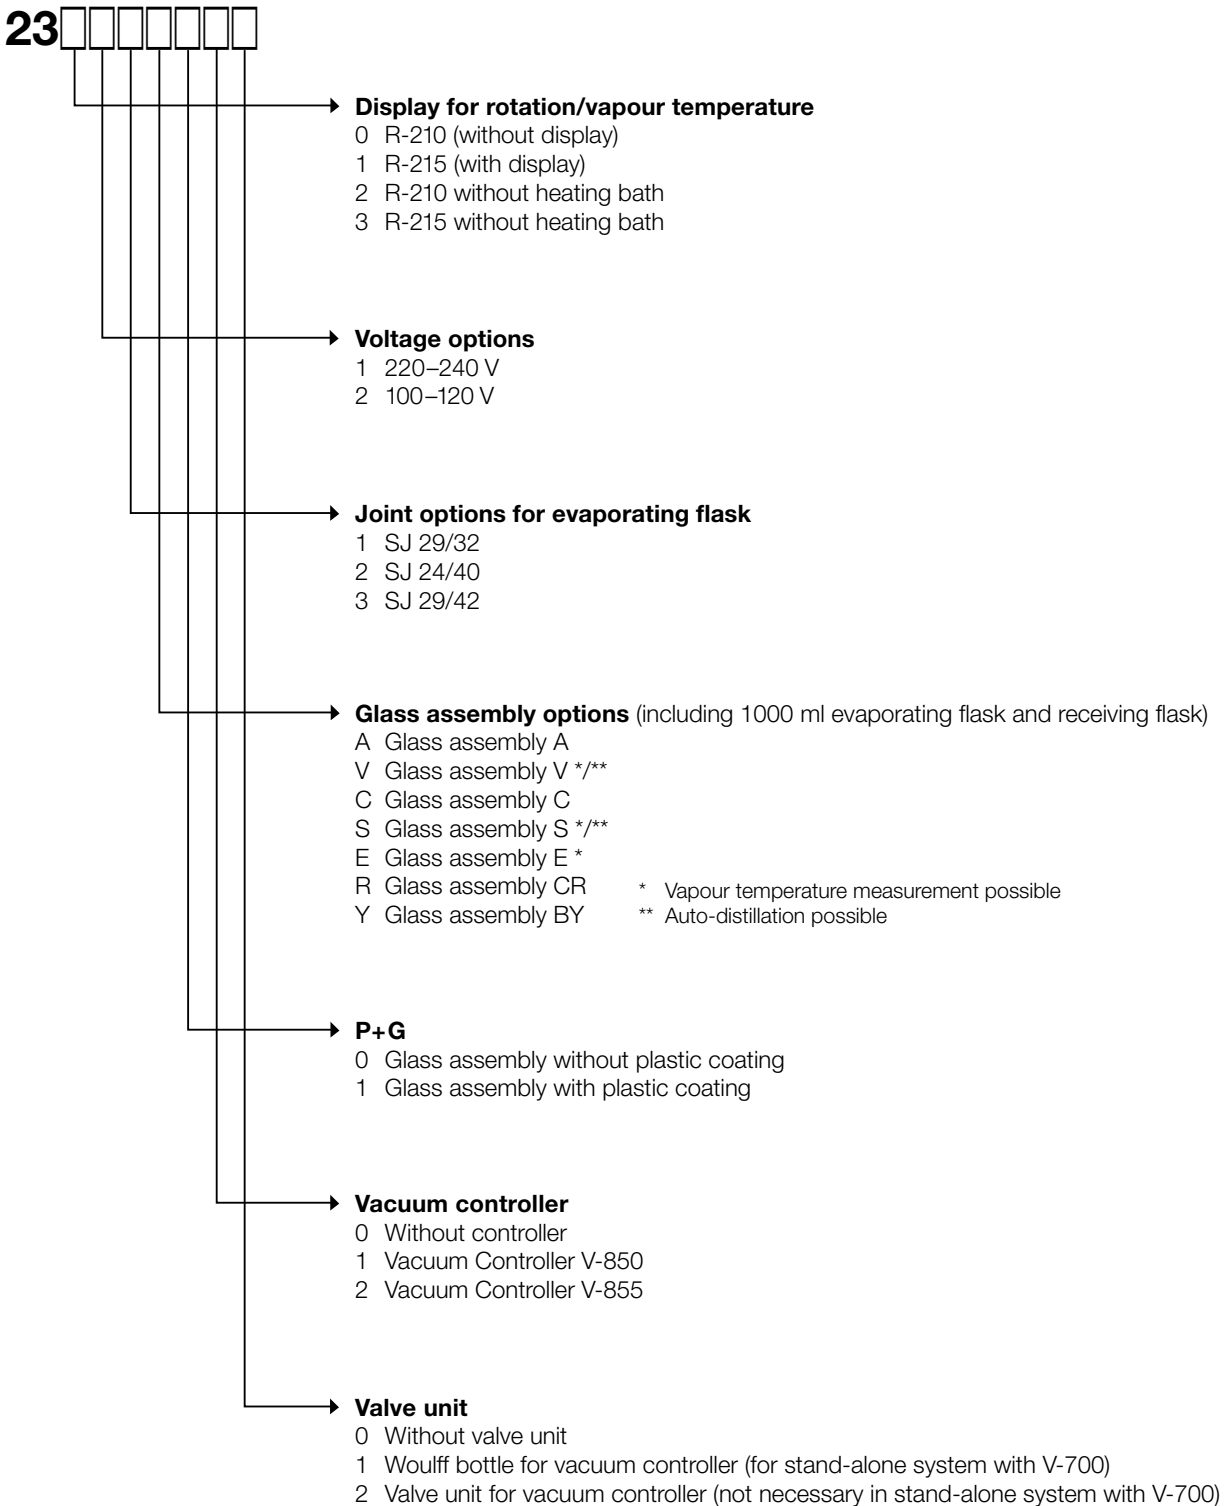 23
Display for rotation/vapour temperature
0 R-210 (without display)
1 R-215 (with display)
2 R-210 without heating bath
3 R-215 without heating bath
Voltage options
1 220–240 V
2 100–120 V
Joint options for evaporating flask
1 SJ 29/32
2 SJ 24/40
3 SJ 29/42
Glass assembly options (including 1000 ml evaporating flask and receiving flask)
A Glass assembly A
V Glass assembly V */**
C Glass assembly C
S Glass assembly S */**
E Glass assembly E *
R Glass assembly CR
Y Glass assembly BY
* Vapour temperature measurement possible
** Auto-distillation possible
P+G
0 Glass assembly without plastic coating
1 Glass assembly with plastic coating
Vacuum controller
0 Without controller
1 Vacuum Controller V-850
2 Vacuum Controller V-855
Valve unit
0 Without valve unit
1 Woulff bottle for vacuum controller (for stand-alone system with V-700)
2 Valve unit for vacuum controller (not necessary in stand-alone system with V-700)